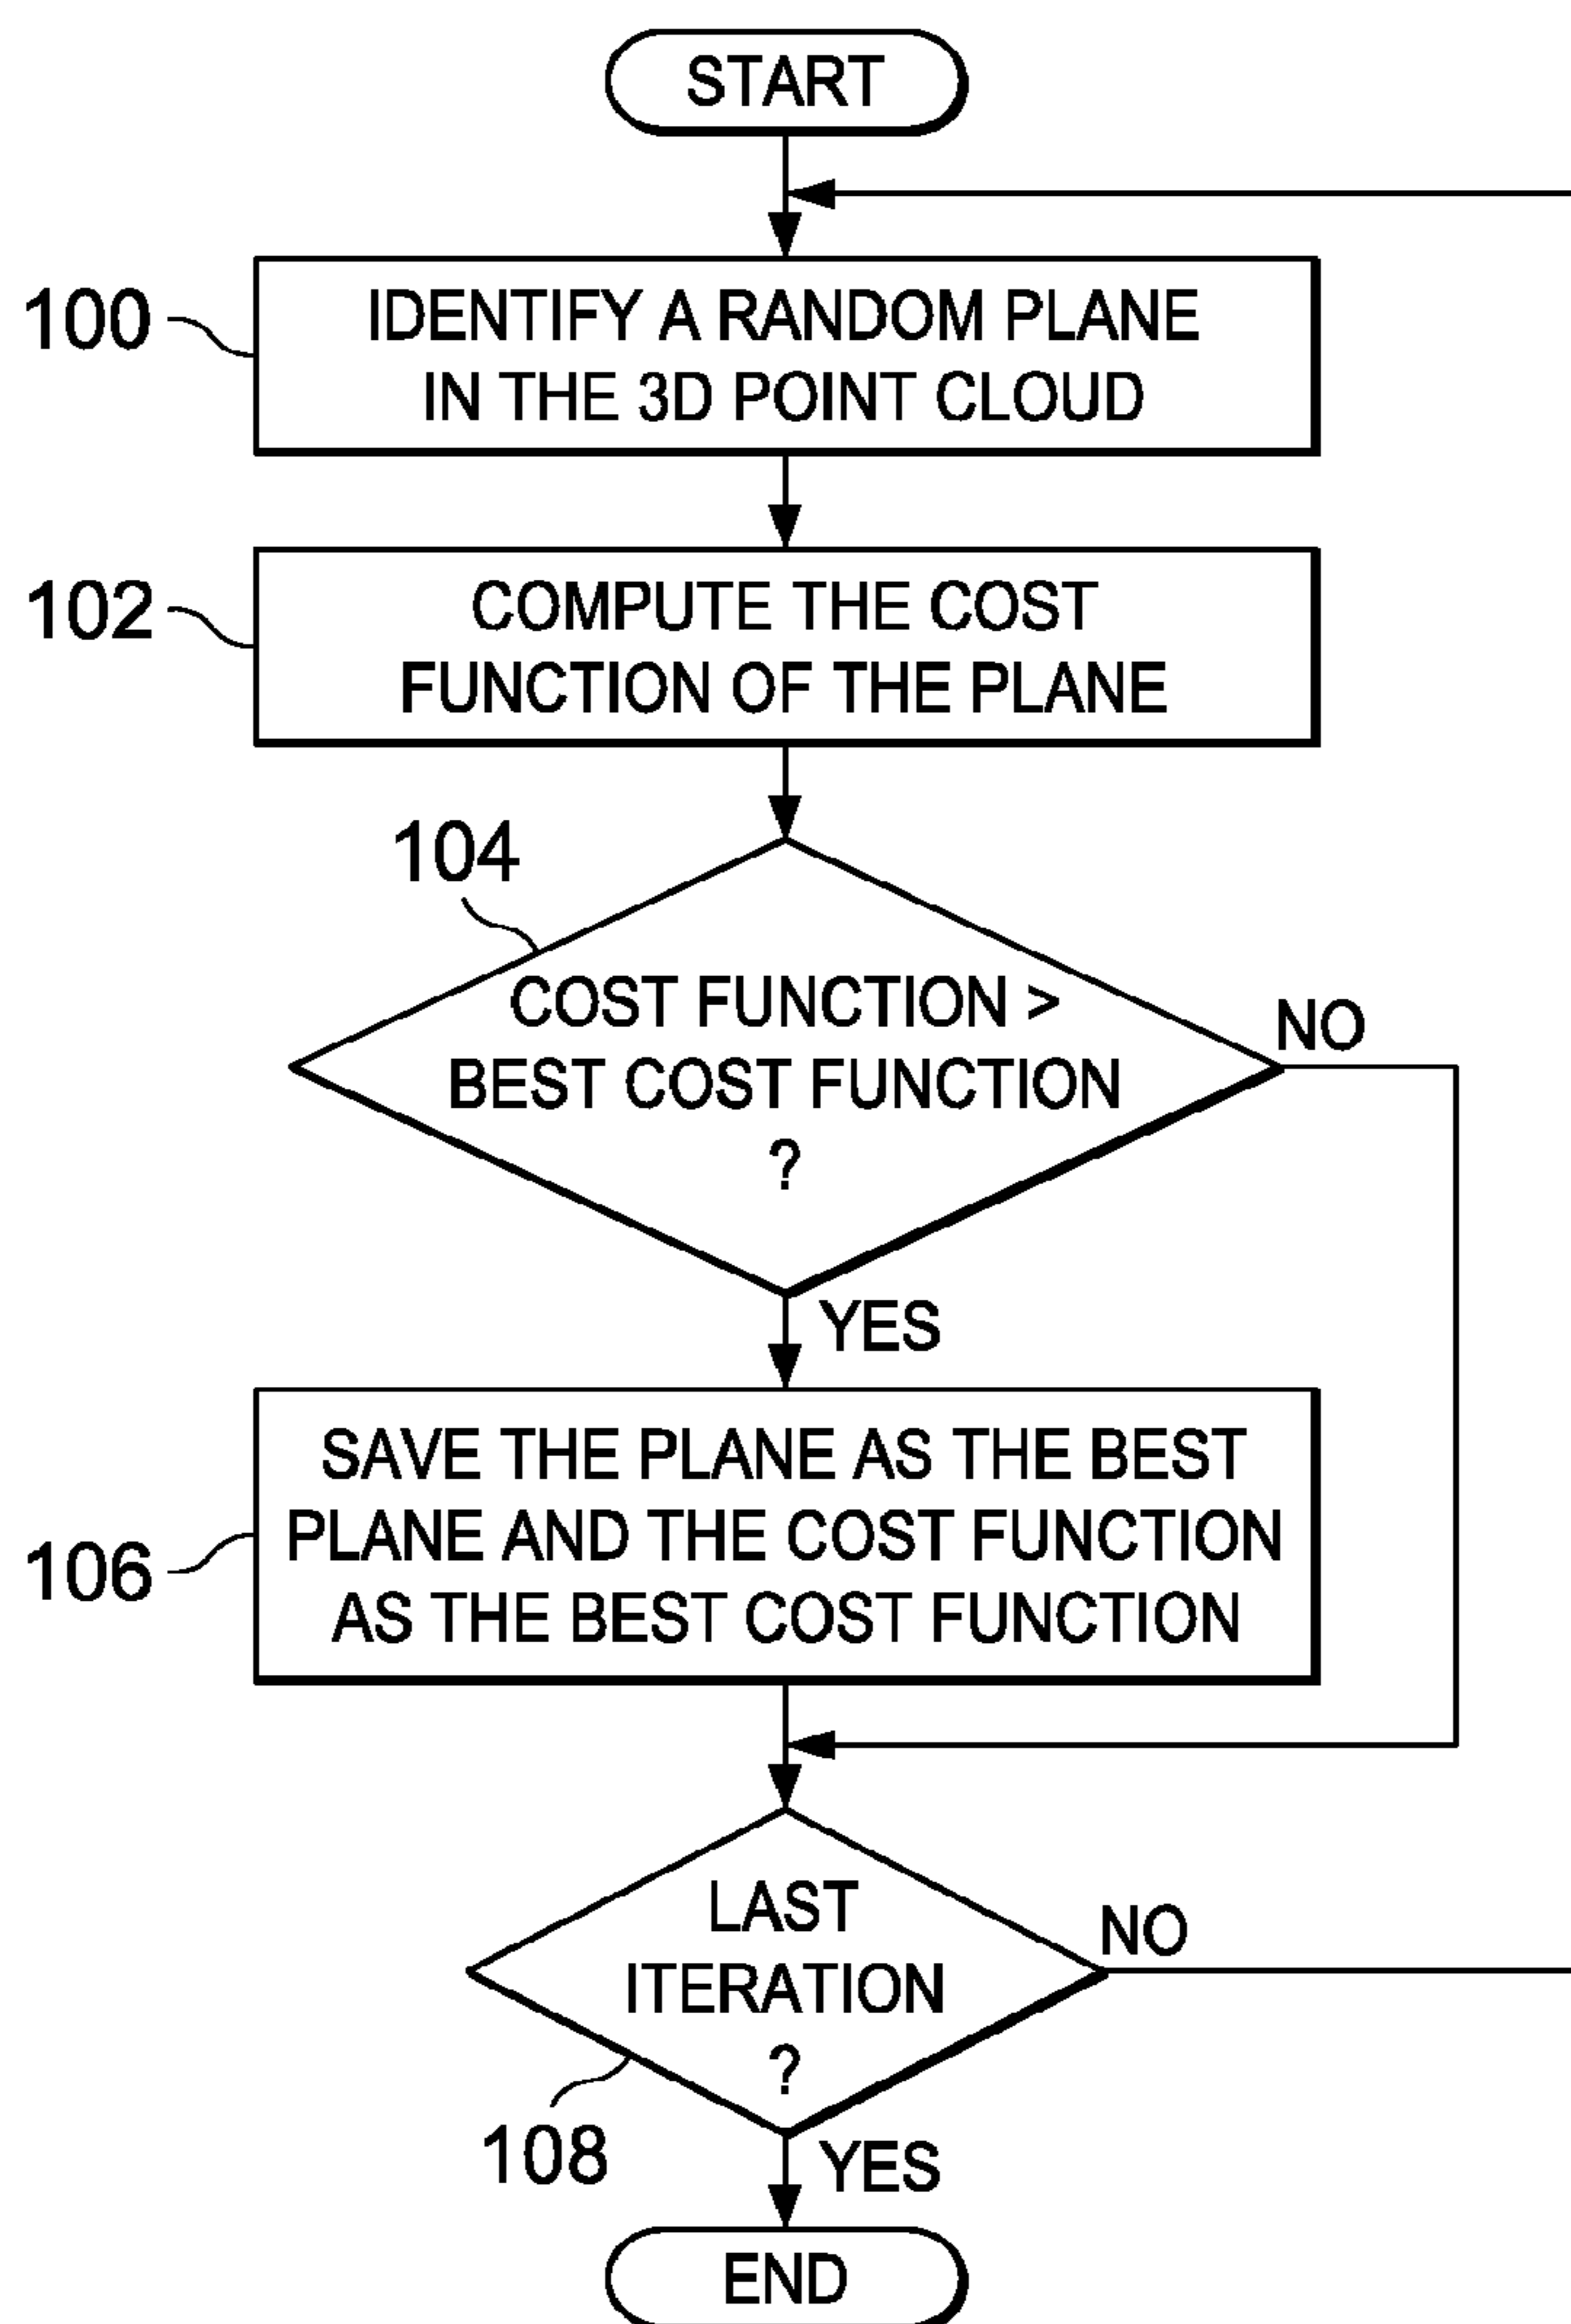 START
100
IDENTIFY A RANDOM PLANE
IN THE 3D POINT CLOUD
102
COMPUTE THE COST
FUNCTION OF THE PLANE
104
COST FUNCTION >
BEST COST FUNCTION
?
NO
YES
106
SAVE THE PLANE AS THE BEST
PLANE AND THE COST FUNCTION
AS THE BEST COST FUNCTION
LAST
ITERATION
?
NO
108
YES
END